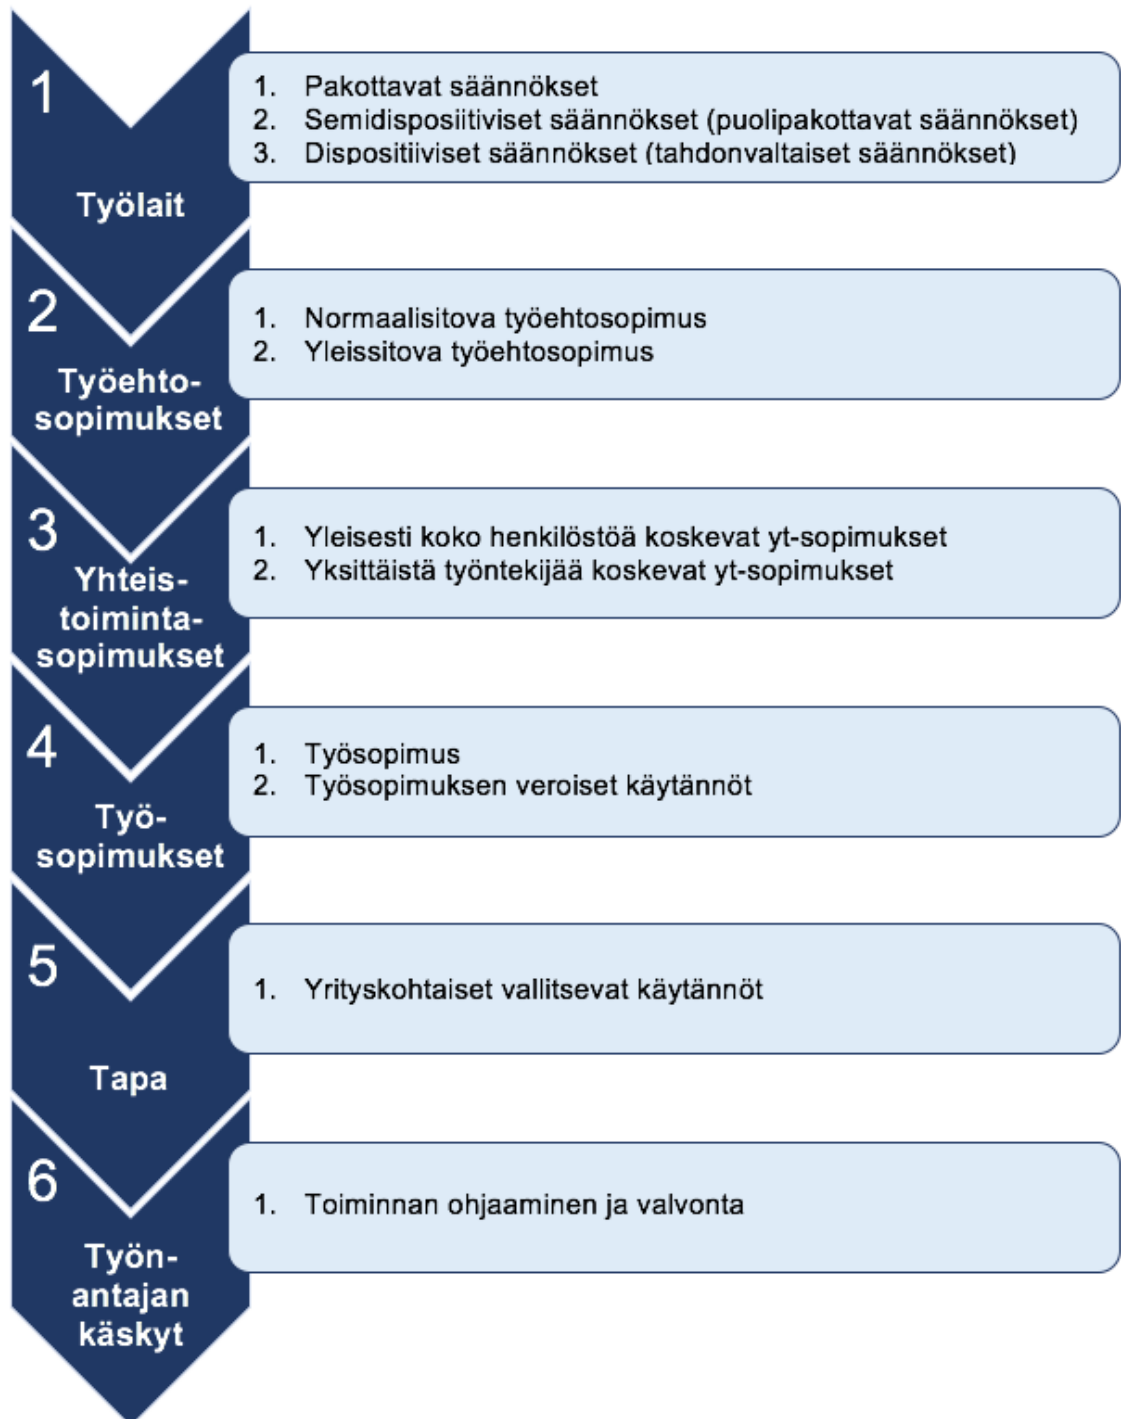 1
Työlait
1. Pakottavat säännökset
2. Semidisposiitiviset säännökset (puolipakottavat säännökset)
3. Dispositiiviset säännökset (tahdonvaltaiset säännökset)
2
Työehto-
sopimukset
1. Normaalisitova työehtosopimus
2. Yleissitova työehtosopimus
3
Yhteis-
toiminta-
sopimukset
1. Yleisesti koko henkilöstöä koskevat yt-sopimukset
2. Yksittäistä työntekijää koskevat yt-sopimukset
4
Työ-
sopimukset
1. Työsopimus
2. Työsopimuksen veroiset käytännöt
5
Tapa
1. Yrityskohtaiset vallitsevat käytännöt
6
Työn-
antajan
käskyt
1. Toiminnan ohjaaminen ja valvonta